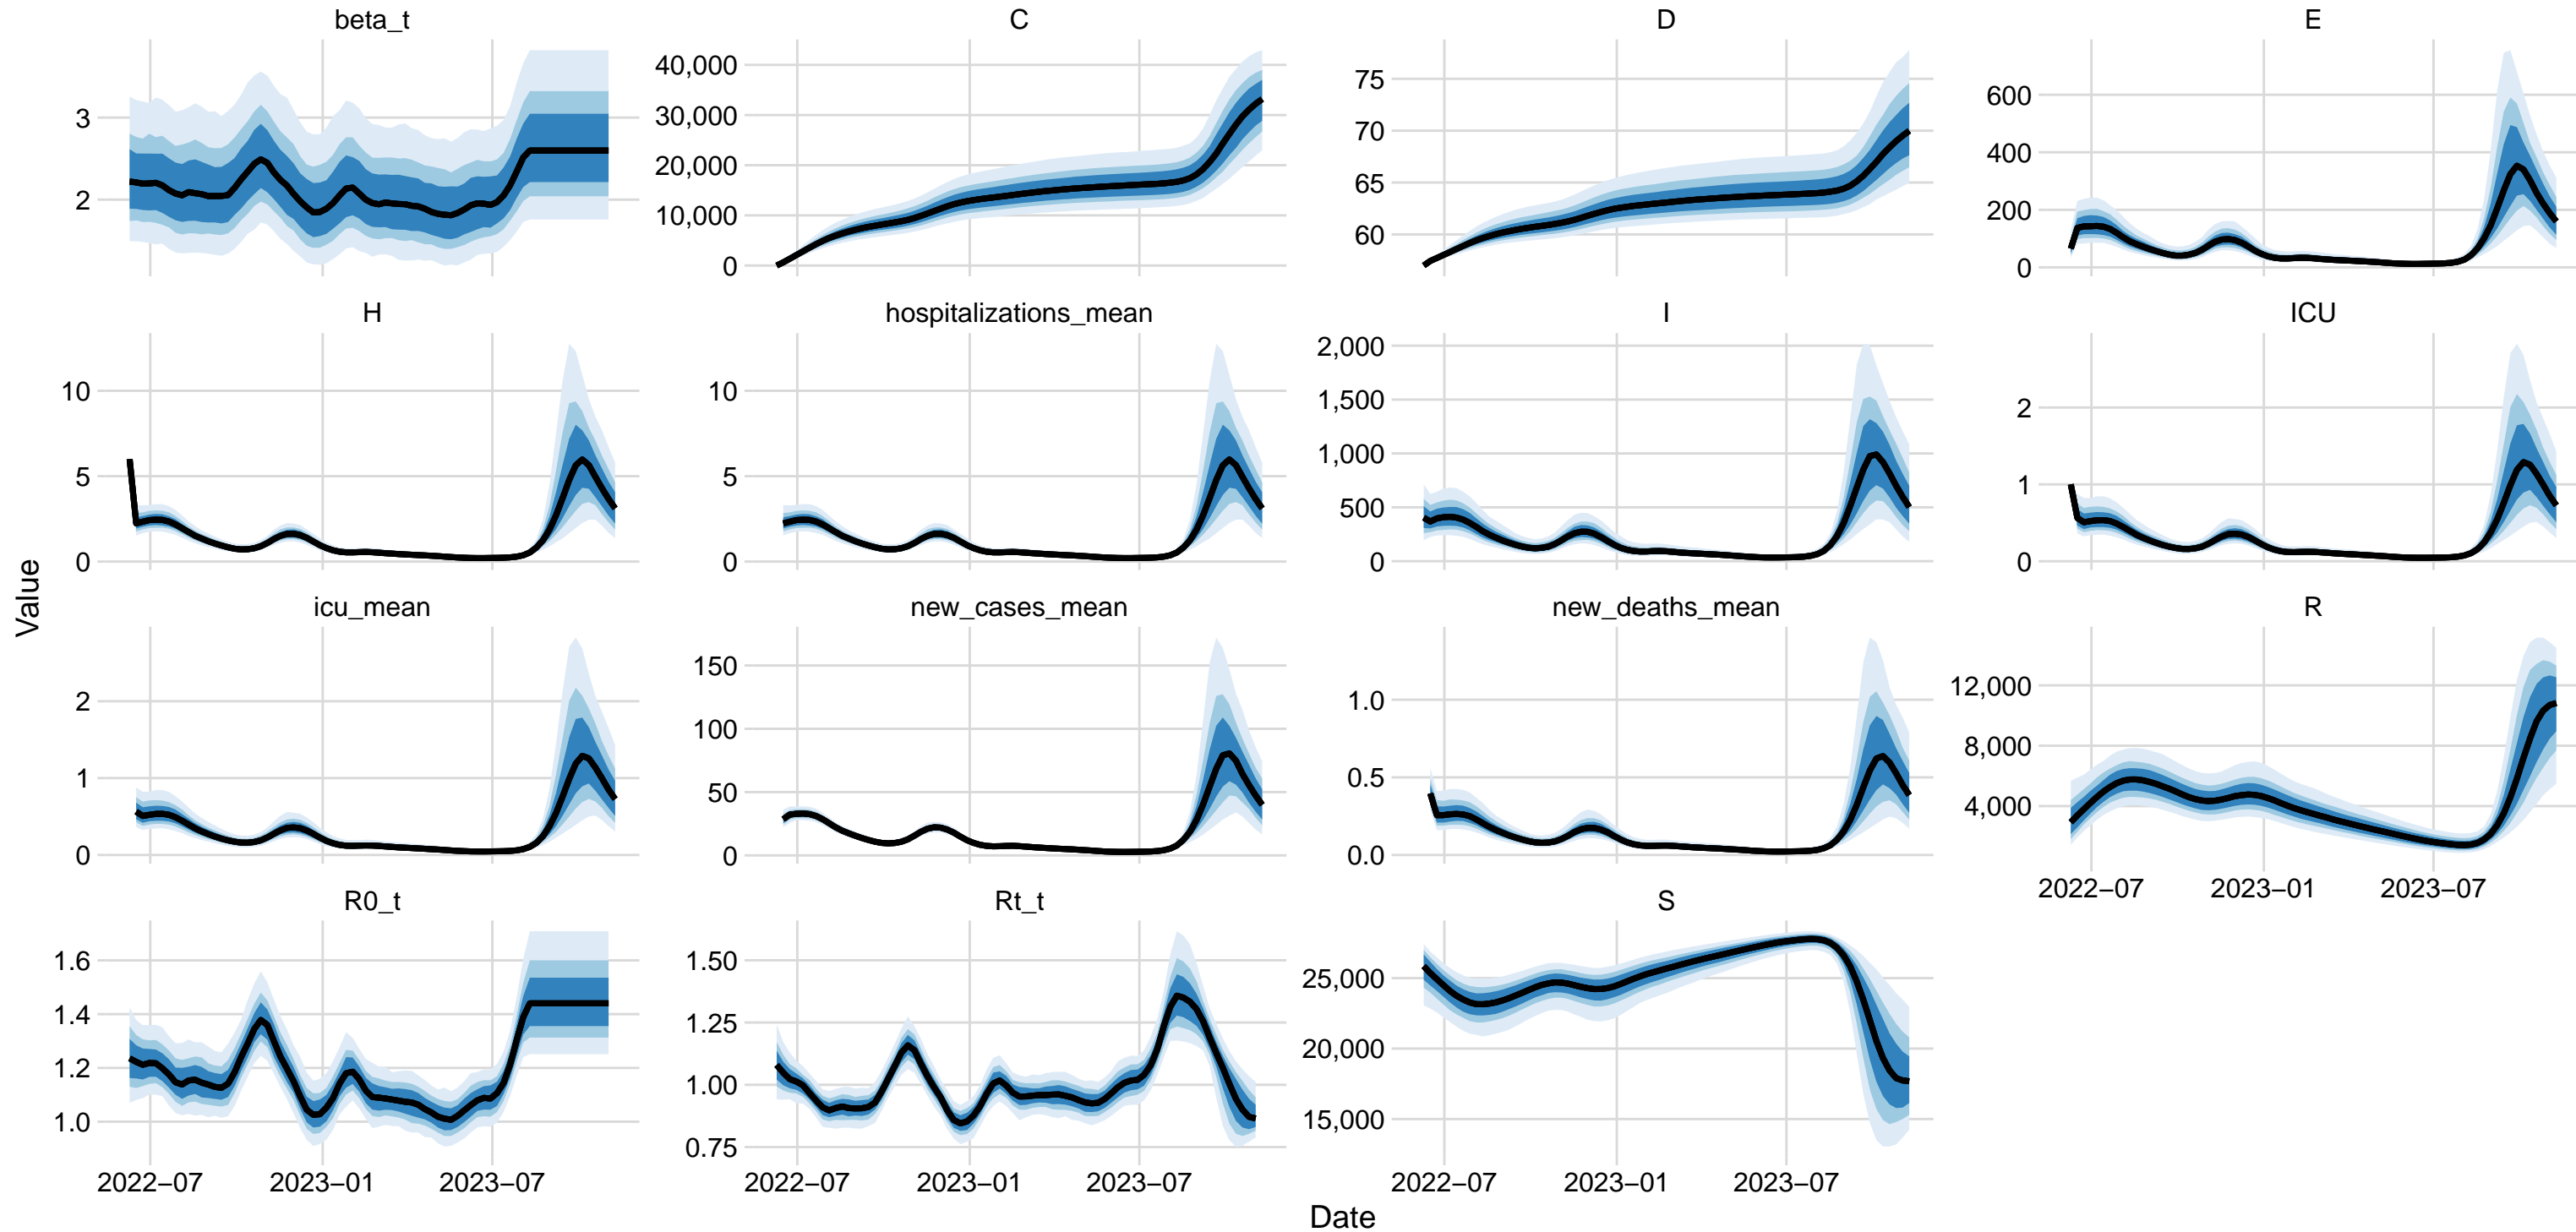 beta_t
C
D
E
3
2
40,000
30,000
20,000
10,000
0
75
70
65
60
600
400
200
0
H
hospitalizations_mean
I
ICU
10
5
0
10
5
0
2,000
1,500
1,000
500
0
2
1
0
Value
icu_mean
new_cases_mean
new_deaths_mean
R
2
1
0
150
100
50
0
1.0
0.5
0.0
12,000
8,000
4,000
2022−07 2023−01 2023−07
R0_t
Rt_t
S
1.6
1.4
1.2
1.0
1.50
1.25
1.00
0.75
25,000
20,000
15,000
2022−07 2023−01 2023−07
2022−07 2023−01 2023−07
2022−07 2023−01 2023−07
Date